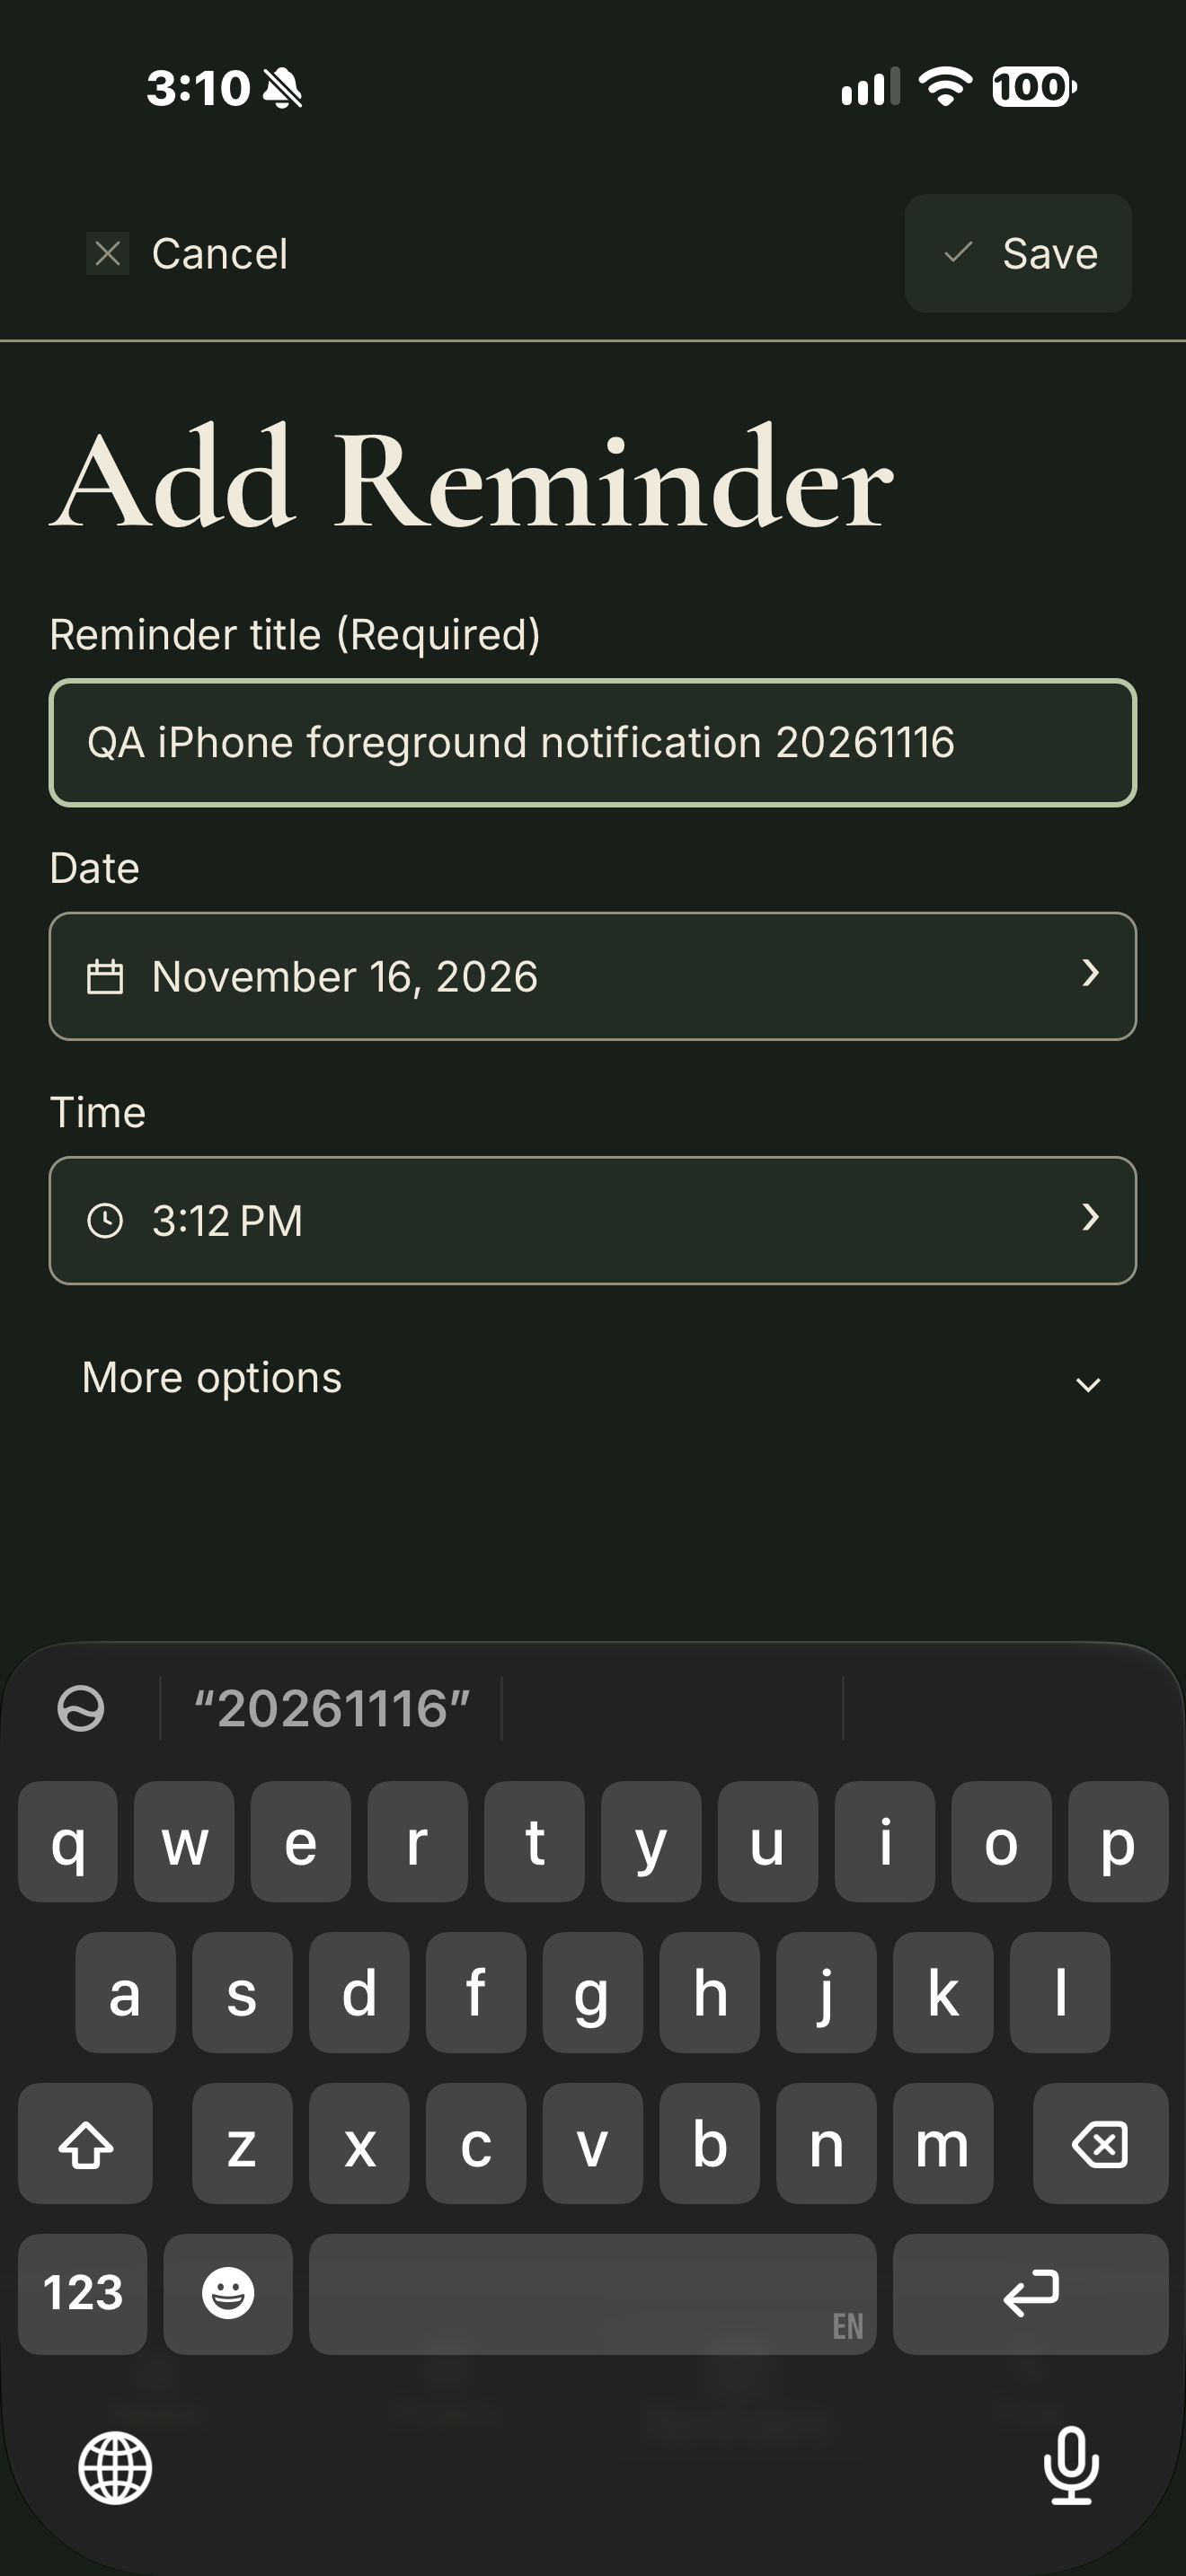 3:10
100
Cancel
Save
Add Reminder
Reminder title (Required)
QA iPhone foreground notification 20261116
Date
November 16, 2026
Time
3:12 PM
More options
“20261116”
q w e r t y u i o p
a s d f g h j k l
z x c v b n m
123
EN